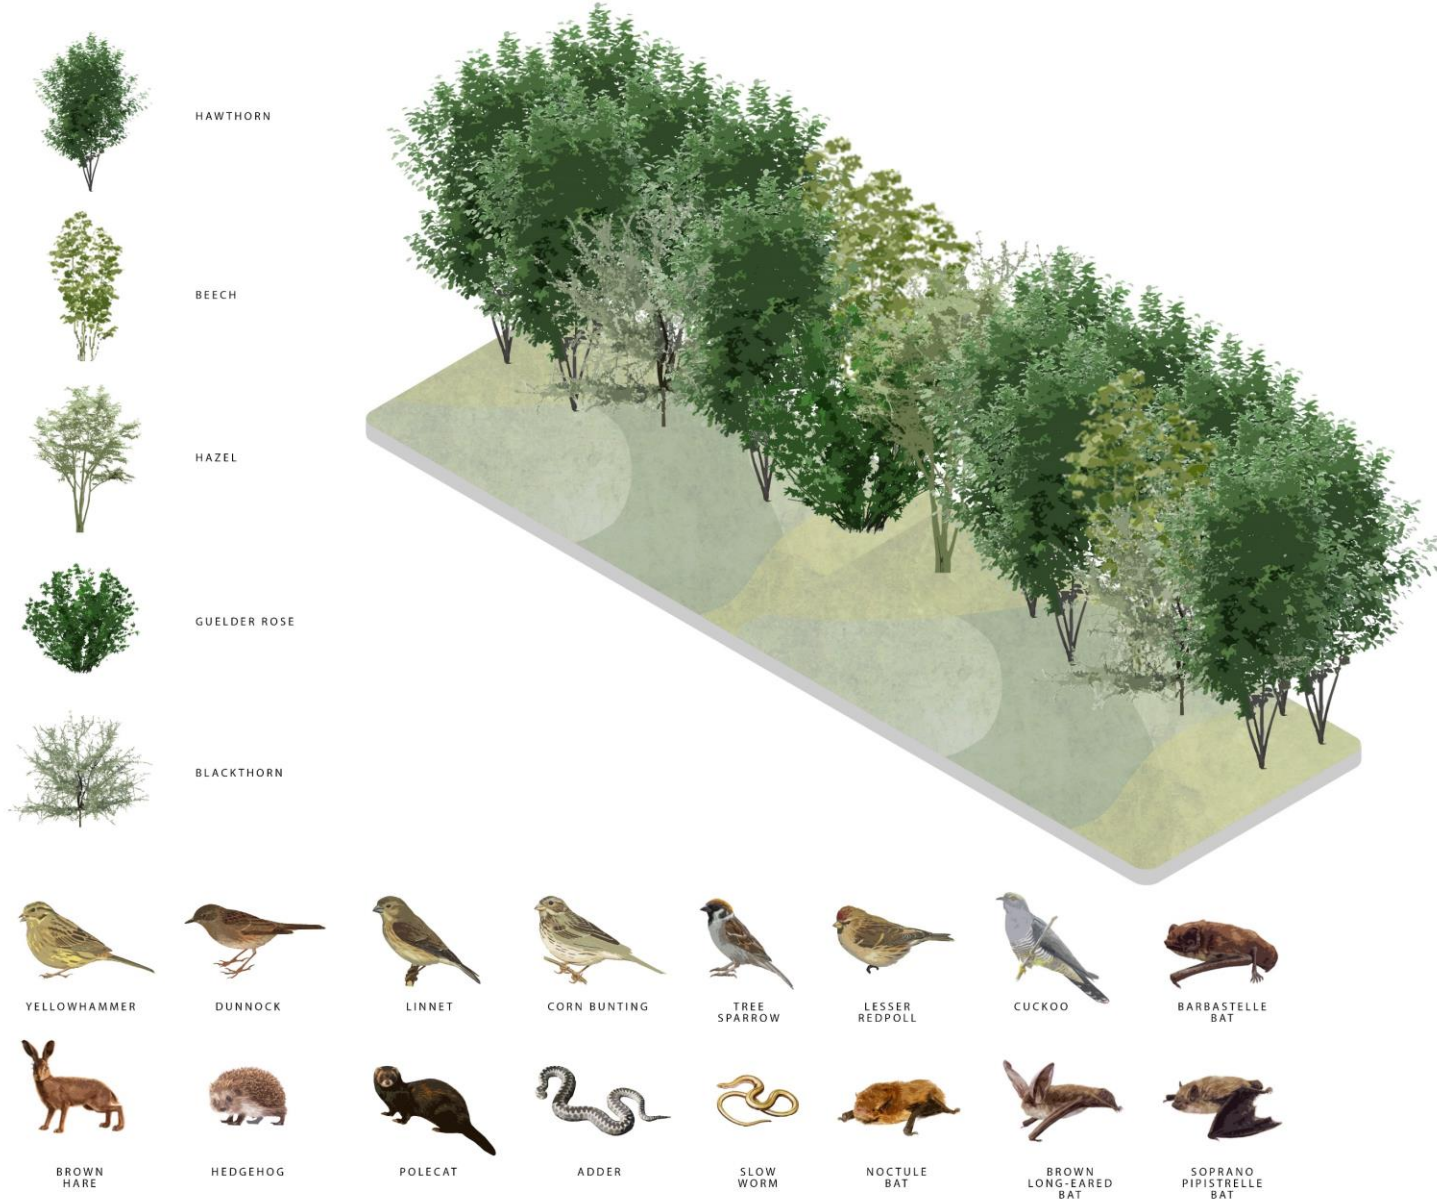 HAWTHORN
BEECH
HAZEL
GUELDER ROSE
BLACKTHORN
YELLOWHAMMER
DUNNOCK
LINNET
CORN BUNTING
TREE
SPARROW
LESSER
REDPOLL
CUCKOO
BARBASTELLE
BAT
BROWN
HARE
HEDGEHOG
POLECAT
ADDER
SLOW
WORM
NOCTULE
BAT
BROWN
LONG-EARED
BAT
SOPRANO
PIPISTRELLE
BAT